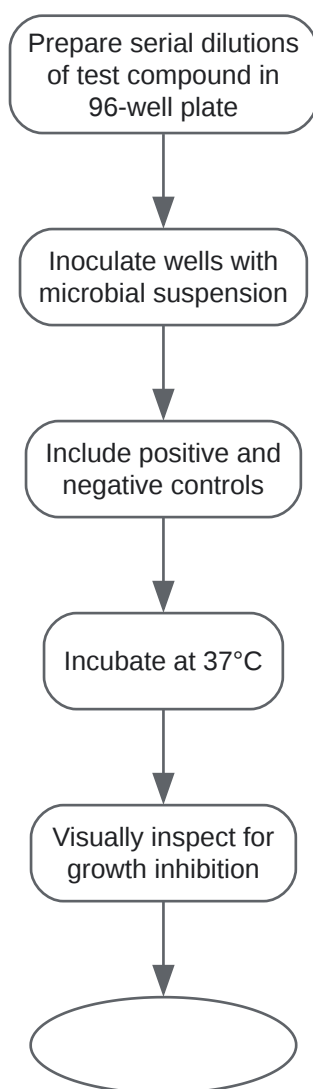 Prepare serial dilutions
of test compound in
96-well plate
Inoculate wells with
microbial suspension
Include positive and
negative controls
Incubate at 37°C
Visually inspect for
growth inhibition